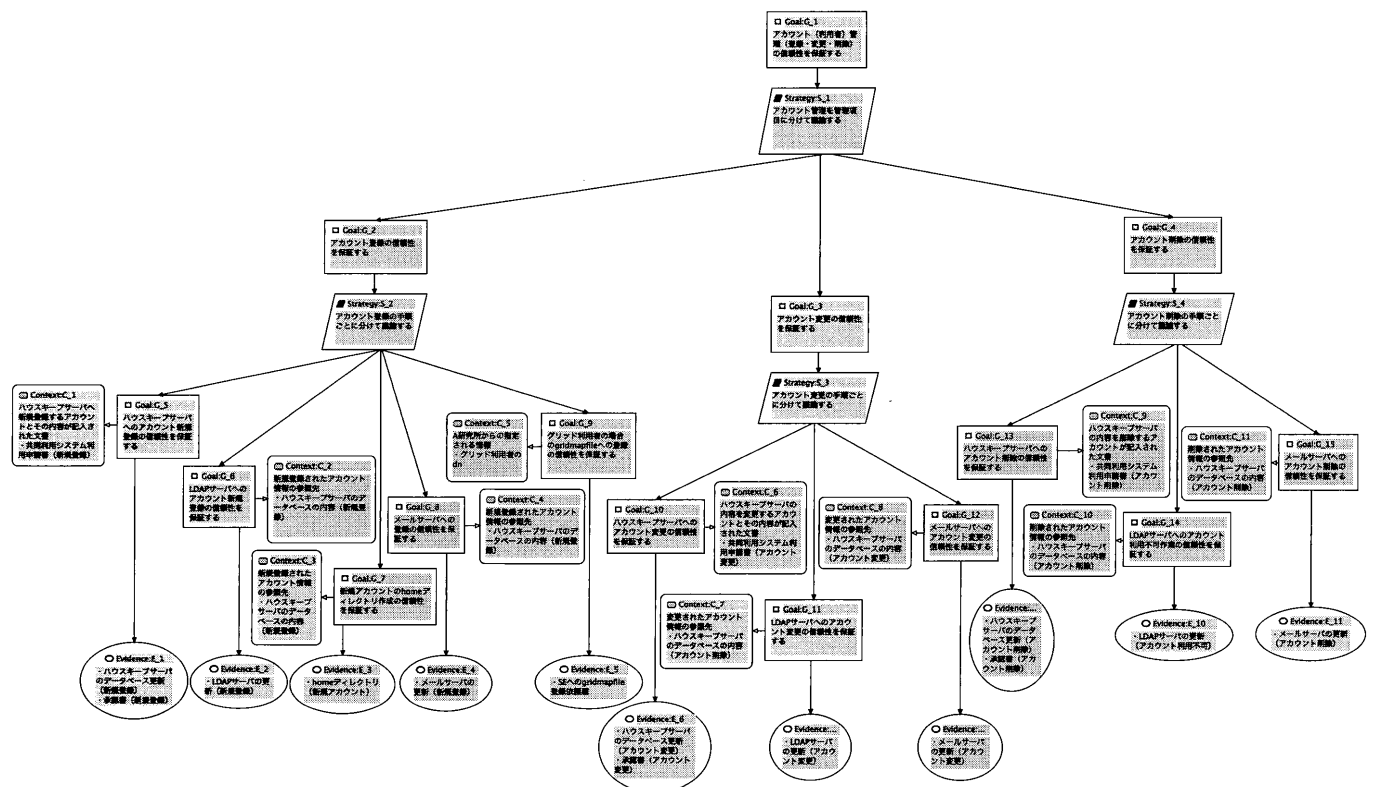 Goal:G_1
アカウント（利用者）管
理（登録・変更・削除）
の信頼性を保証する
Strategy:S_1
アカウント管理を管理項
目に分けて議論する
Goal:G_2
アカウント登録の信頼性
を保証する
Strategy:S_2
アカウント登録の手順
ごとに分けて議論する
Goal:G_3
アカウント変更の信頼性
を保証する
Strategy:S_3
アカウント変更の手順ごと
に分けて議論する
Goal:G_4
アカウント削除の信頼性
を保証する
Strategy:S_4
アカウント削除の手順ごと
に分けて議論する
Context:C_1
ハウスキープサーバへ
新規登録するアカウン
トとその内容が記入さ
れた文書
・共同利用システム利
用申請書（新規登録）
Goal:G_5
ハウスキープサーバ
へのアカウント新規
登録の信頼性を保証
する
Goal:G_6
LDAPサーバへの
アカウント新規
登録の信頼性を
保証する
Context:C_2
新規登録されたアカウント
情報の参照先
・ハウスキープサーバのデ
ータベースの内容（新規登
録）
Context:C_3
新規登録された
アカウント情報
の参照先
・ハウスキープ
サーバのデータ
ベースの内容
（新規登録）
Goal:G_7
新規アカウントのhomeディ
レクトリ作成の信頼性を
保証する
Goal:G_8
メールサーバへの
登録の信頼性を保
証する
Context:C_4
新規登録されたアカウント
情報の参照先
・ハウスキープサーバのデー
タベースの内容（新規登
録）
Context:C_5
A研究所からの指定
される情報
・グリッド利用者の
dn
Goal:G_9
グリッド利用者の場合
のgridmapfileへの登録
の信頼性を保証する
Goal:G_10
ハウスキープサーバへの
アカウント変更の信頼性
を保証する
Context:C_6
ハウスキープサーバの
内容を変更するアカウ
ントとその内容が記入
された文書
・共同利用システム利
用申請書（アカウント
変更）
Context:C_7
変更されたアカウント
情報の参照先
・ハウスキープサーバ
のデータベースの内容
（アカウント削除）
Goal:G_11
LDAPサーバへのアカウ
ント変更の信頼性を保証
する
Context:C_8
変更されたアカウント
情報の参照先
・ハウスキープサーバ
のデータベースの内容
（アカウント変更）
Goal:G_12
メールサーバへの
アカウント変更の
信頼性を保証する
Goal:G_13
ハウスキープサーバへの
アカウント削除の信頼性
を保証する
Context:C_9
ハウスキープサーバ
の内容を削除するア
カウントが記入され
た文書
・共同利用システム
利用申請書（アカウ
ント削除）
Context:C_10
削除されたアカウント
情報の参照先
・ハウスキープサーバ
のデータベースの内容
（アカウント削除）
Goal:G_14
LDAPサーバへのアカウント
利用不可作業の信頼性を保
証する
Context:C_11
削除されたアカウント
情報の参照先
・ハウスキープサーバ
のデータベースの内容
（アカウント削除）
Goal:G_15
メールサーバへの
アカウント削除の
信頼性を保証する
Evidence:E_1
・ハウスキープサーバ
のデータベース更新
（新規登録）
・承認書（新規登録）
Evidence:E_2
・LDAPサーバの更
新（新規登録）
Evidence:E_3
・homeディレクトリ
（新規アカウント）
Evidence:E_4
・メールサーバの
更新（新規登録）
Evidence:E_5
・SEへのgridmapfile
登録依頼書
Evidence:E_6
・ハウスキープサーバ
のデータベース更新
（アカウント変更）
・承認書（アカウント
変更）
Evidence:...
・LDAPサーバ
の更新（アカウ
ント変更）
Evidence:...
・メールサーバ
の更新（アカウ
ント変更）
Evidence:...
・ハウスキープ
サーバのデータベ
ース更新（ア
カウント削除）
・承認書（アカ
ウント削除）
Evidence:E_10
・LDAPサーバの更新
（アカウント利用不可）
Evidence:E_11
・メールサーバの更新
（アカウント削除）